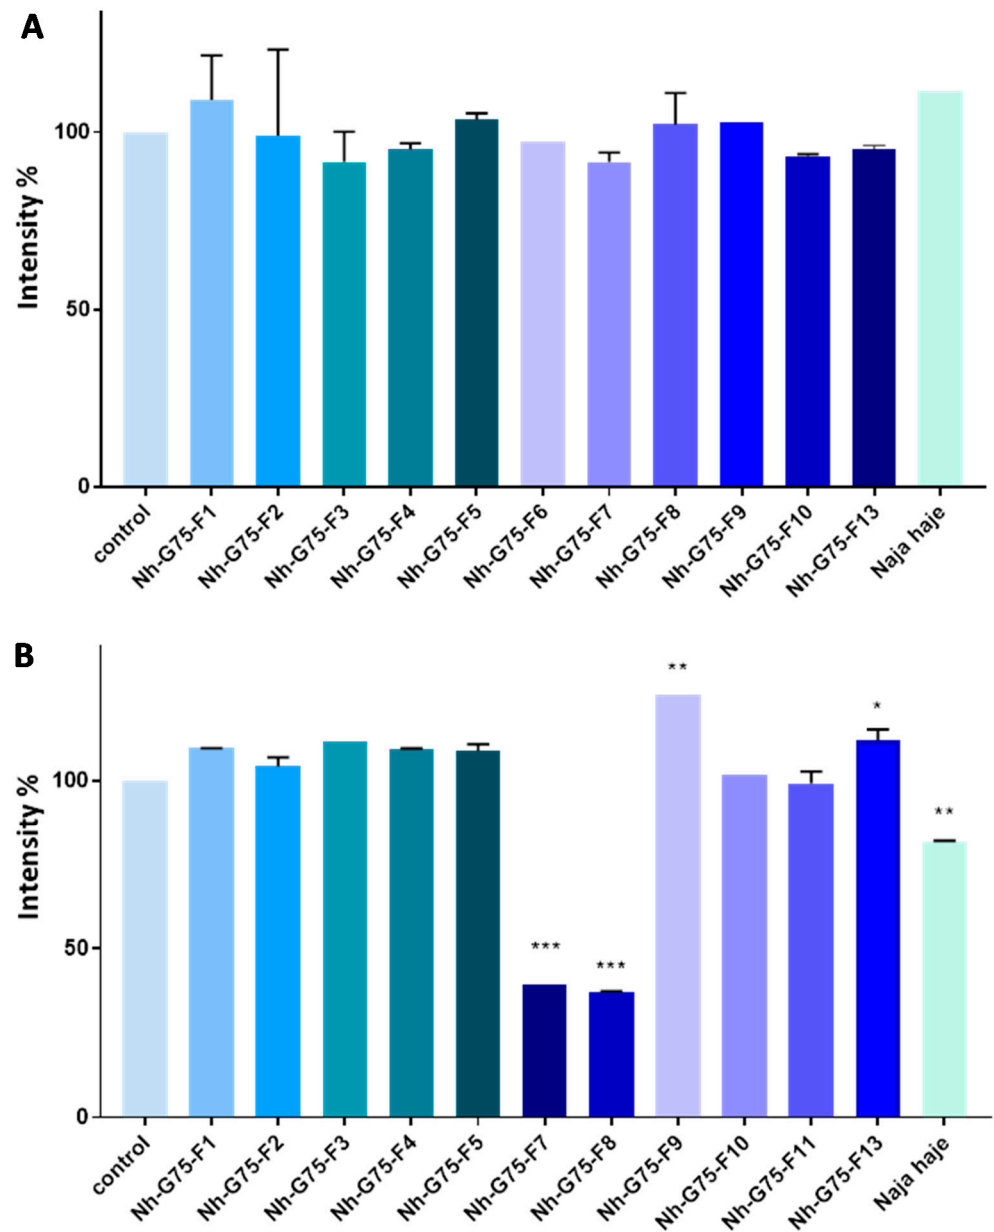 A
Intensity %
100
50
0
control
Nh-G75-F1
Nh-G75-F2
Nh-G75-F3
Nh-G75-F4
Nh-G75-F5
Nh-G75-F6
Nh-G75-F7
Nh-G75-F8
Nh-G75-F9
Nh-G75-F10
Nh-G75-F13
Naja haje
B
Intensity %
100
50
0
***
***
**
*
**
control
Nh-G75-F1
Nh-G75-F2
Nh-G75-F3
Nh-G75-F4
Nh-G75-F5
Nh-G75-F7
Nh-G75-F8
Nh-G75-F9
Nh-G75-F10
Nh-G75-F11
Nh-G75-F13
Naja haje